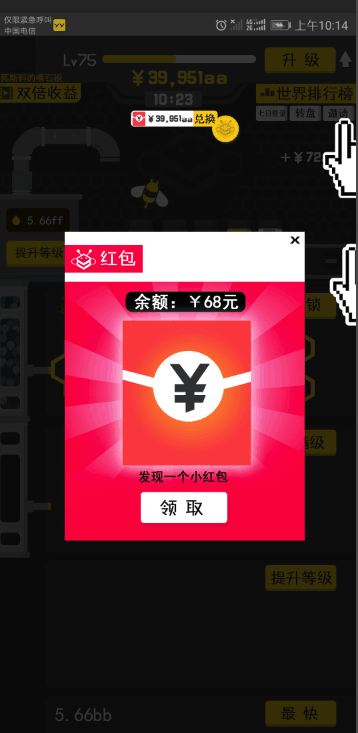 仅限紧急呼叫
中国电信
上午10:14
Lv75
升 级
双倍收益
¥39,951aa
世界排行榜
10:23
转盘
¥39,951aa 兑换
+¥72
5.66ff
提升等级
红包
余额：¥68元
锁
¥
级
发现一个小红包
领 取
提升等级
5.66bb
最 快